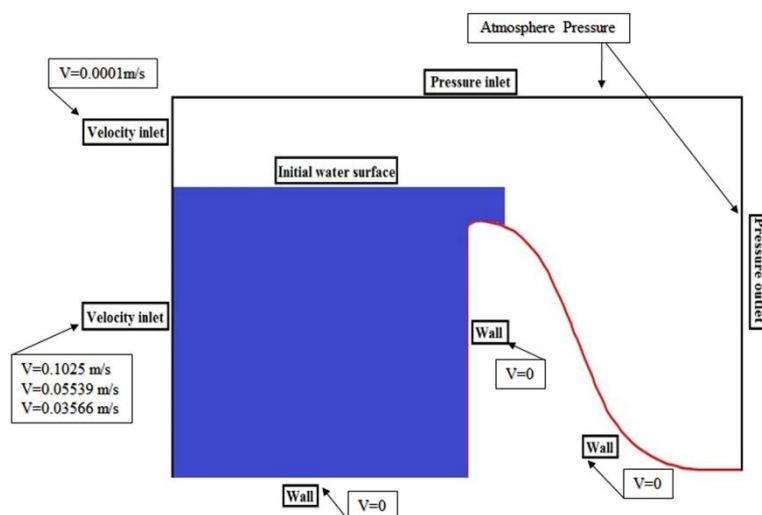 Atmosphere Pressure
V=0.0001m/s
Pressure inlet
Velocity inlet
Initial water surface
Pressure outlet
Velocity inlet
Wall
V=0
V=0.1025 m/s
V=0.05539 m/s
V=0.03566 m/s
Wall
V=0
Wall
V=0